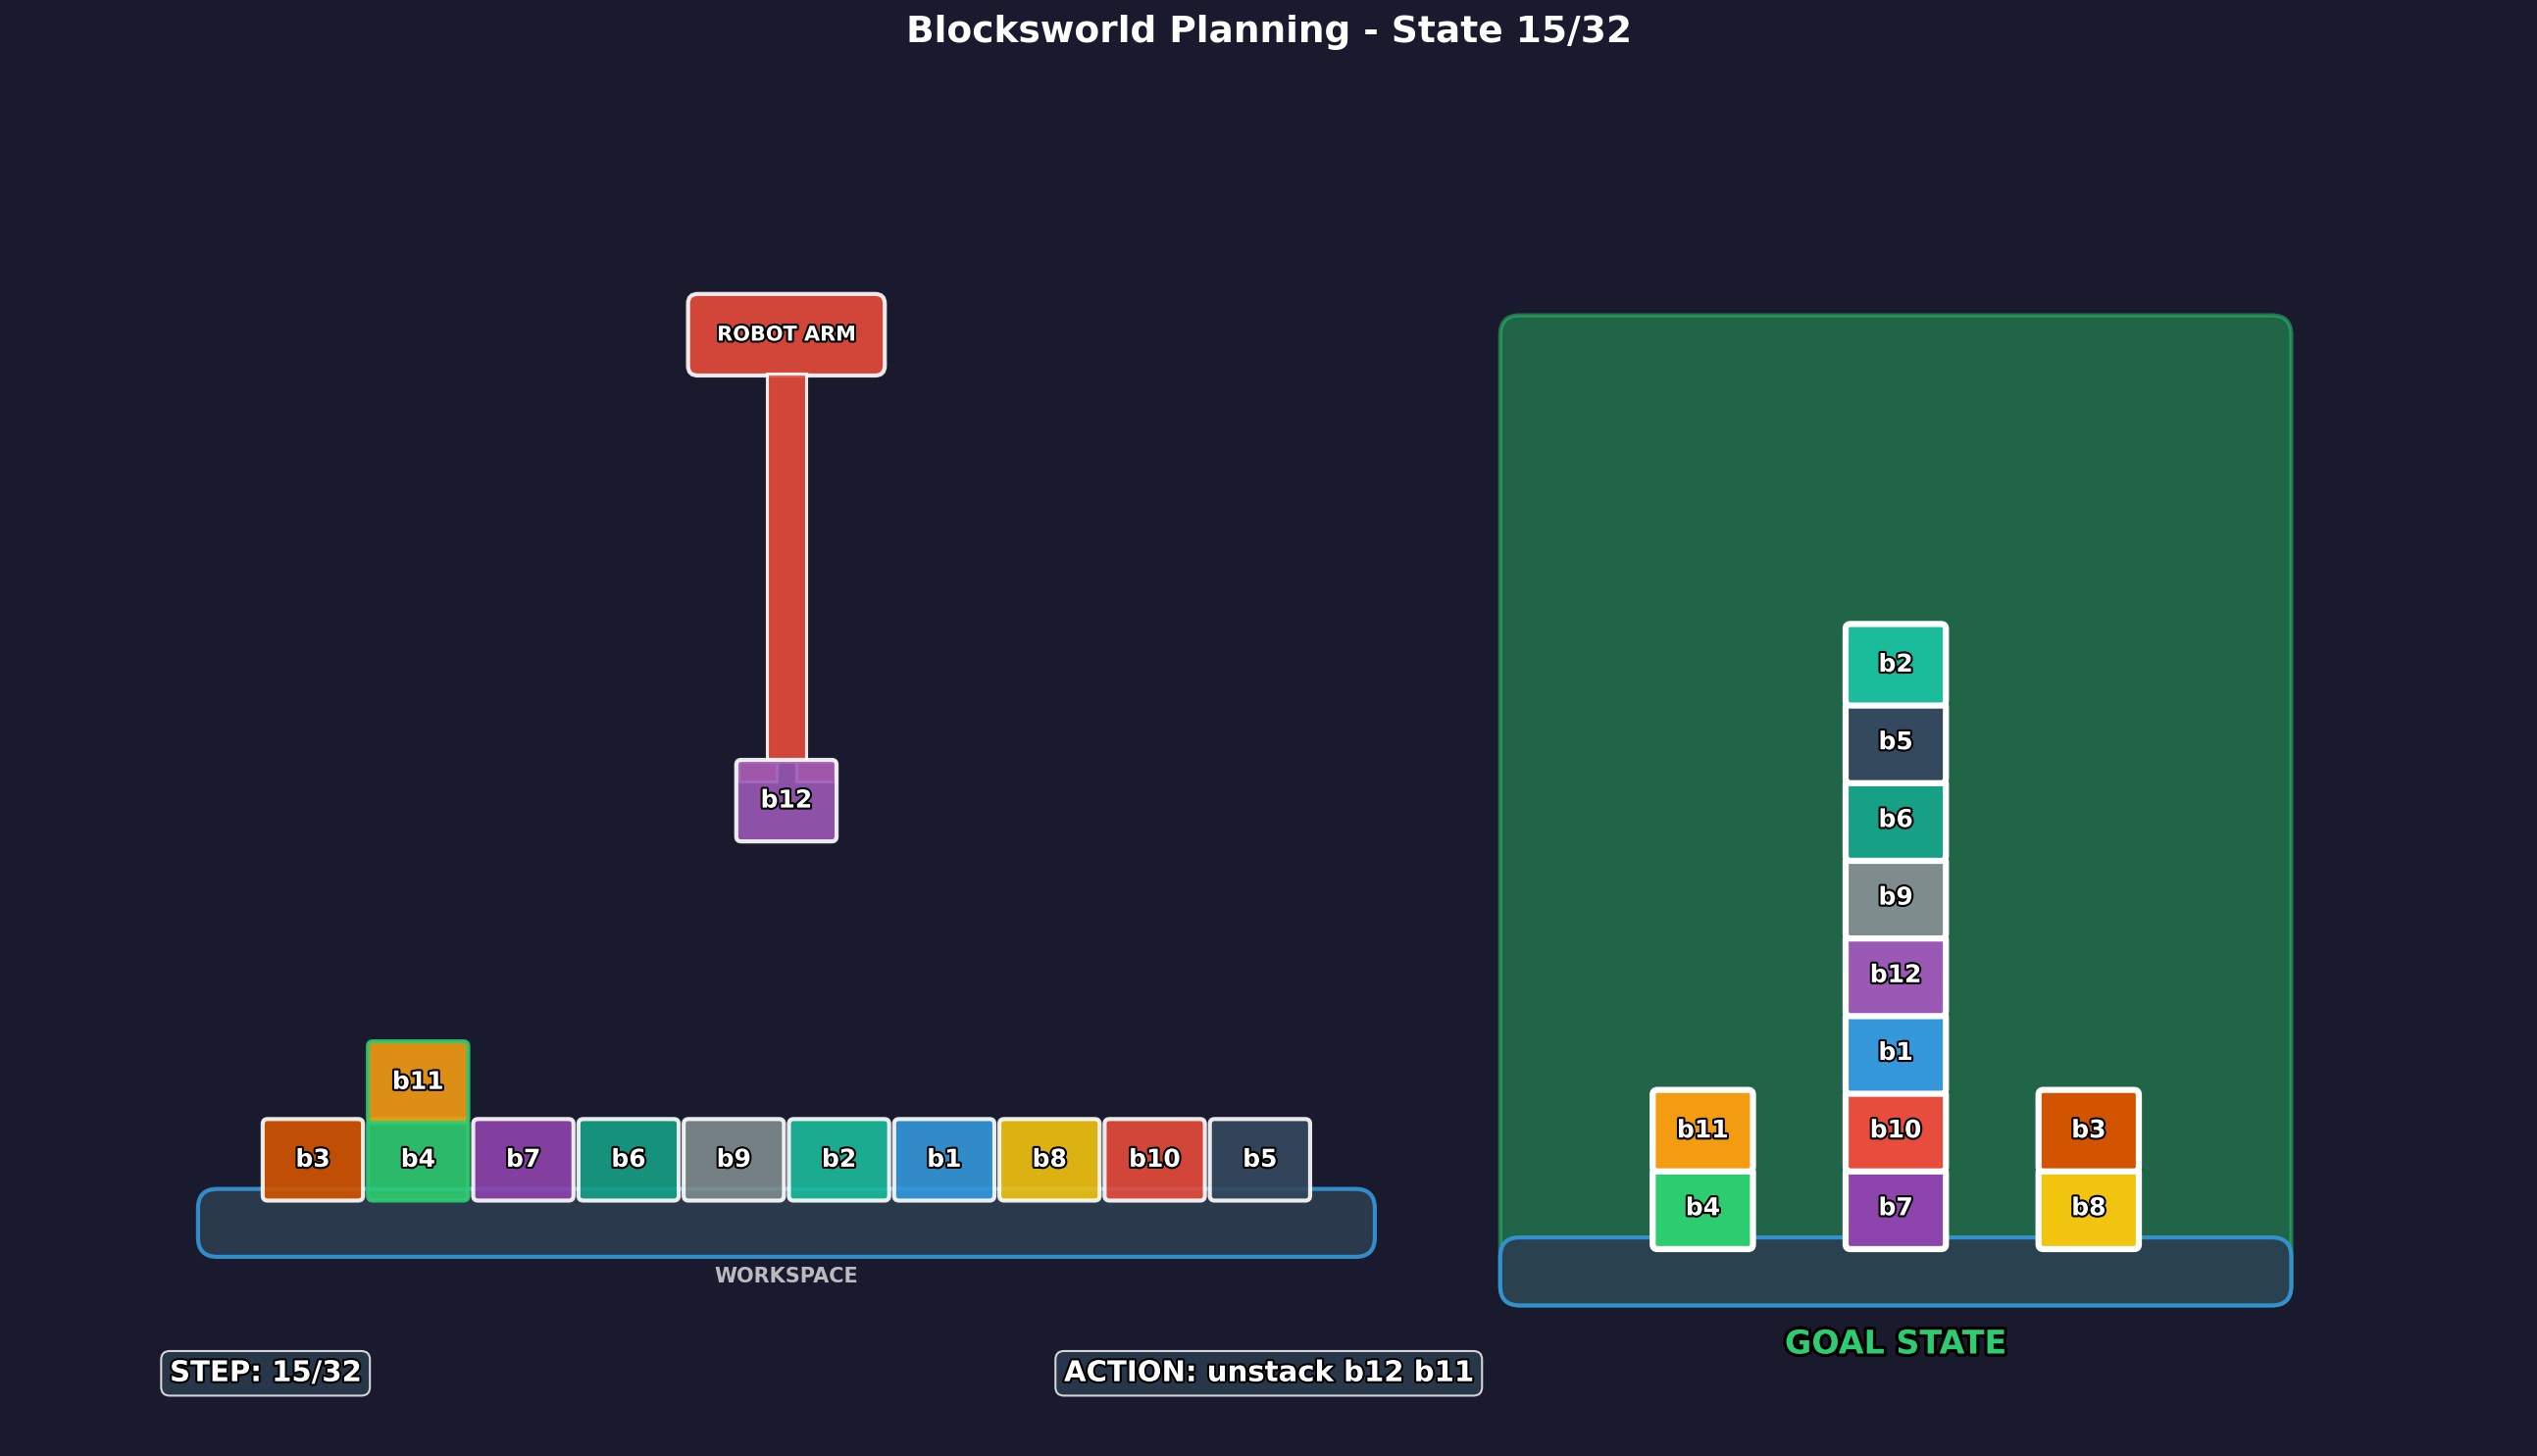 Blocksworld Planning - State 15/32
ROBOT ARM
b12
b11
b3 b4 b7 b6 b9 b2 b1 b8 b10 b5
WORKSPACE
b2
b5
b6
b9
b12
b1
b11 b10 b3
b4 b7 b8
GOAL STATE
STEP: 15/32
ACTION: unstack b12 b11